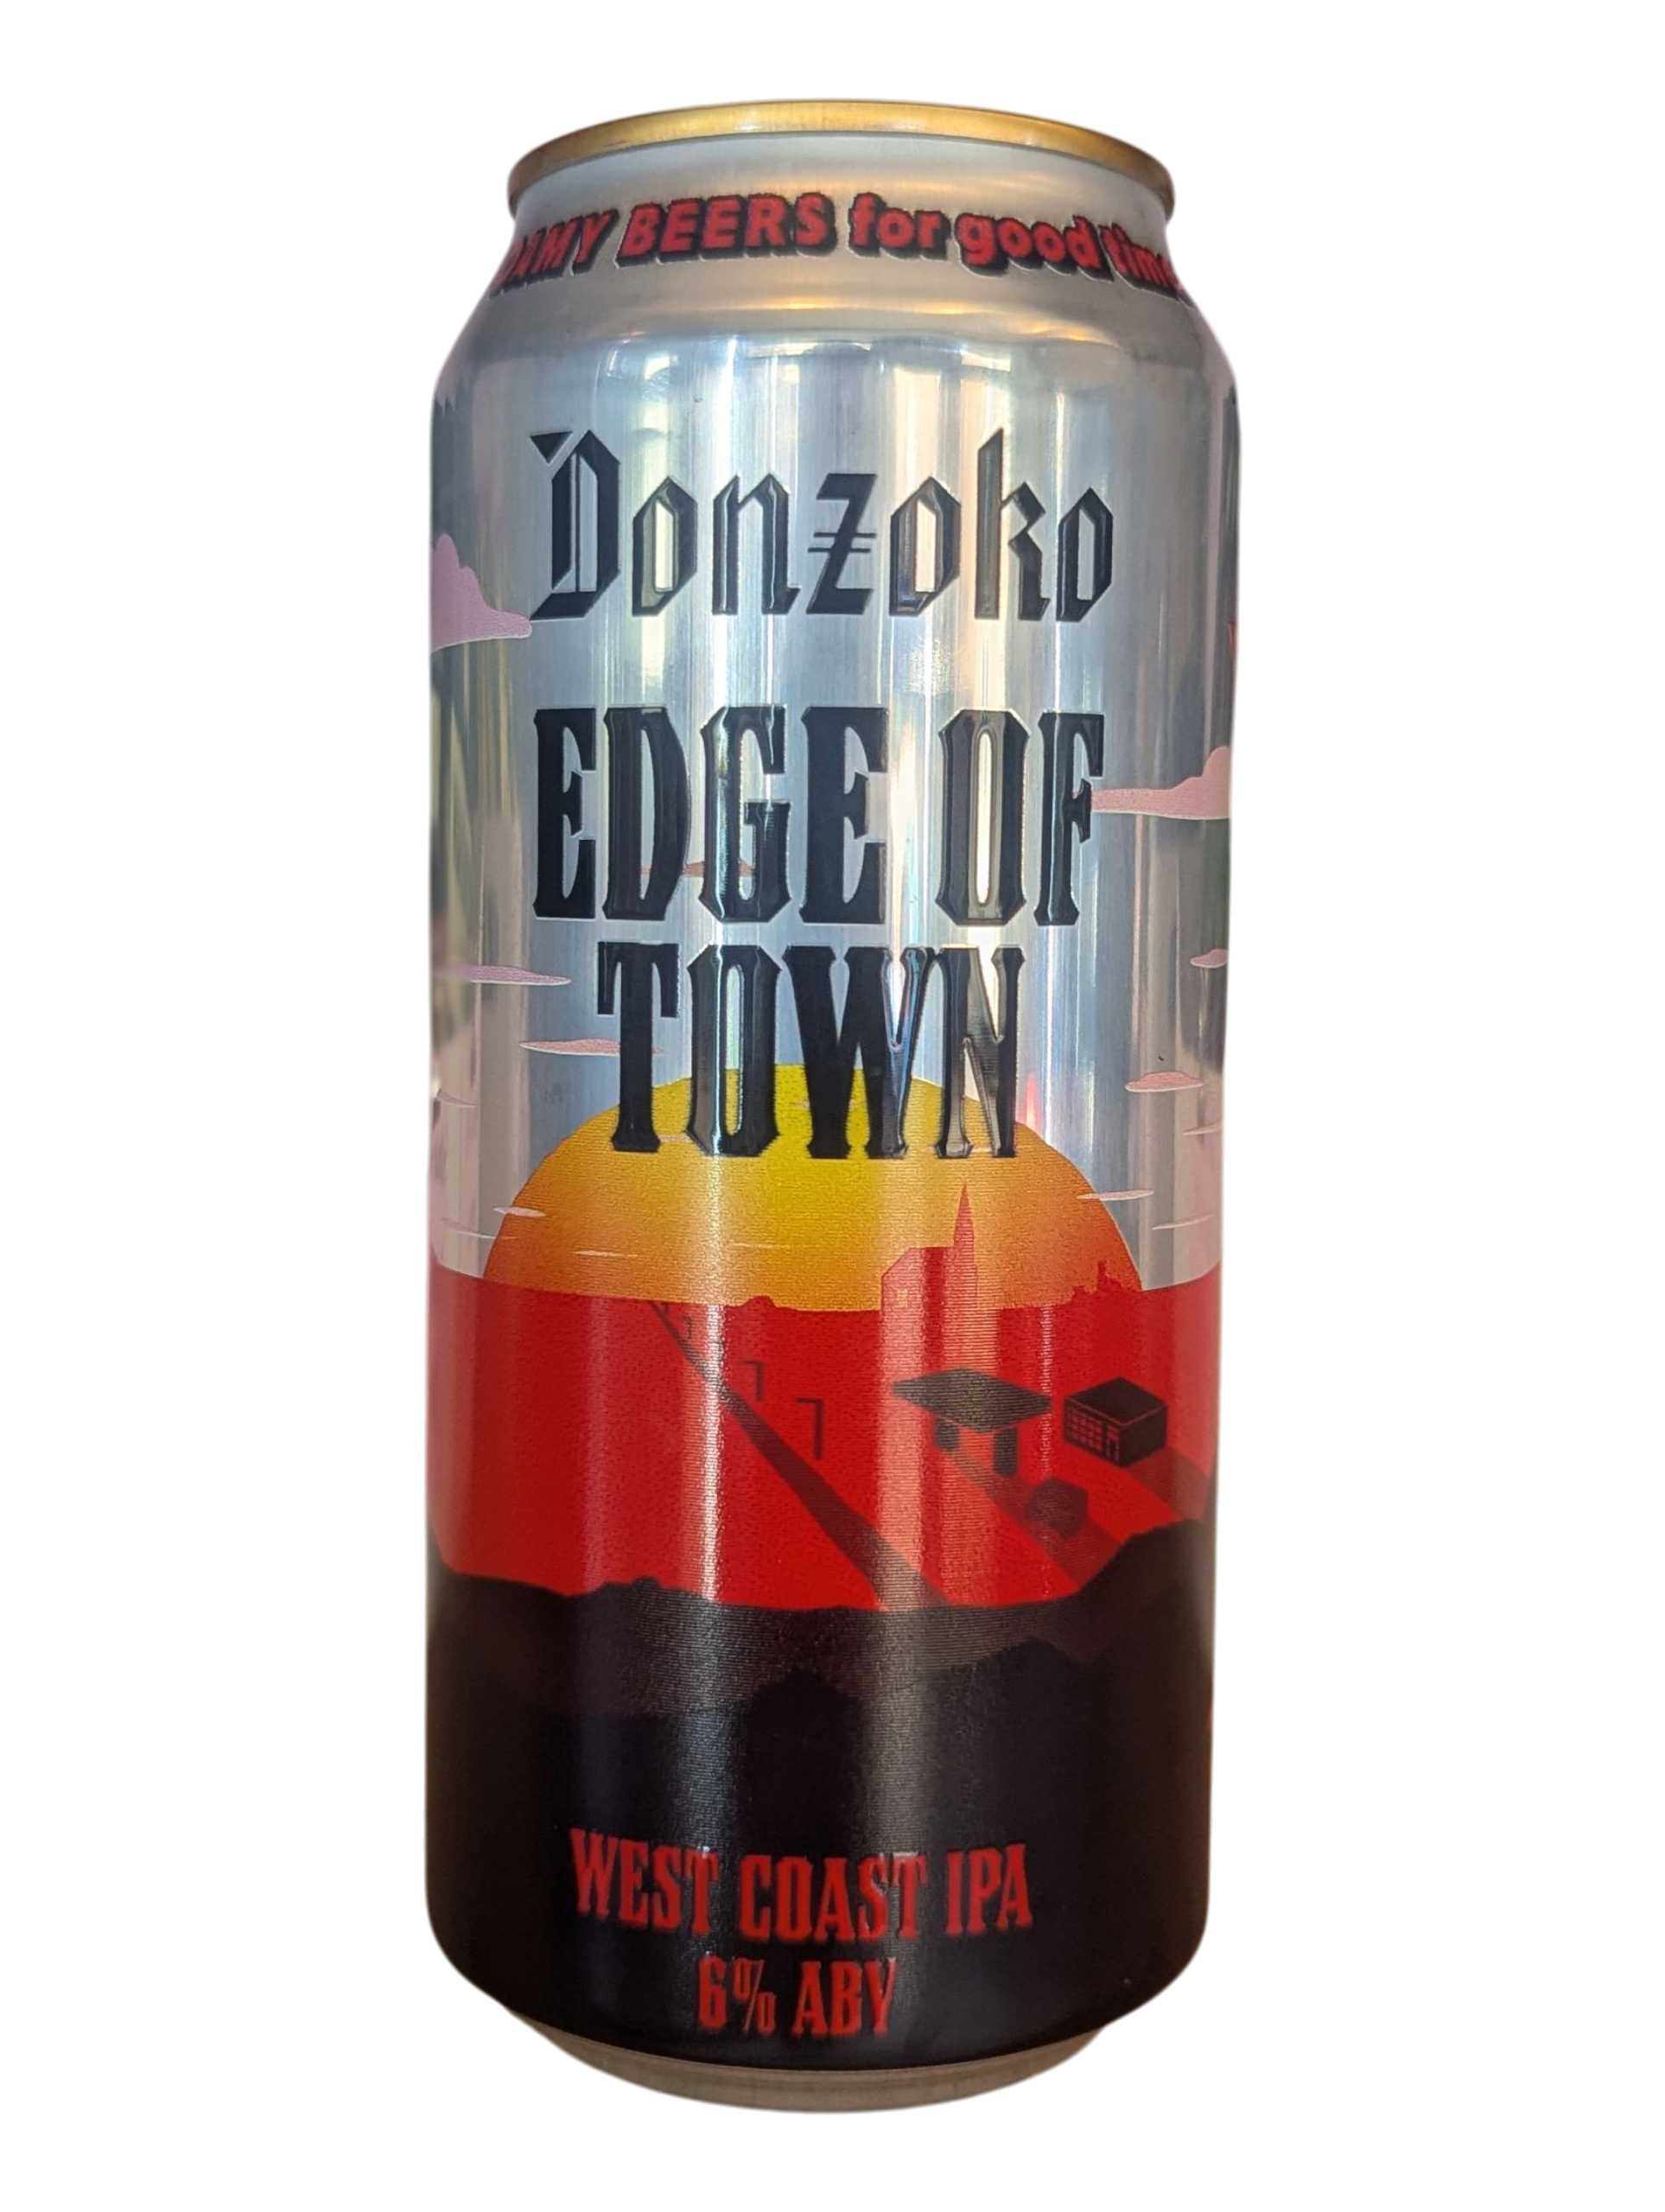 BEERS for good
Donzoko
EDGE OF
TOWN
WEST COAST IPA
6% ABV